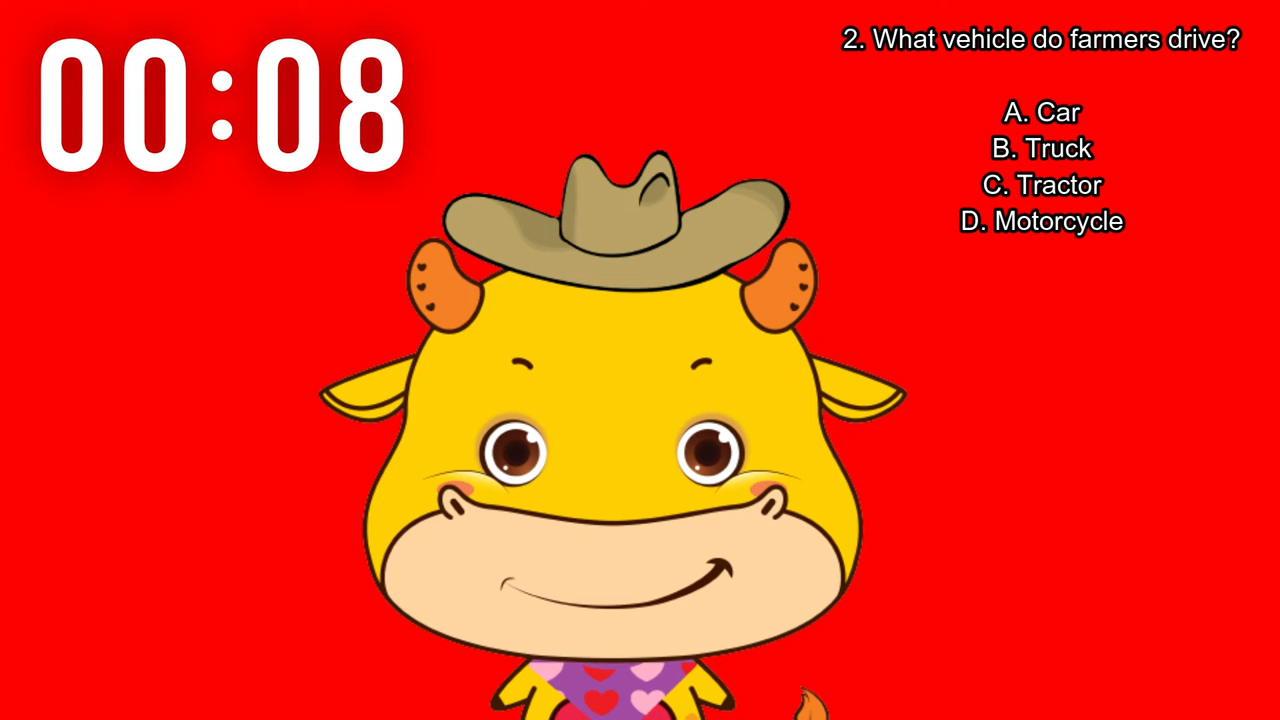 00:08
2. What vehicle do farmers drive?
A. Car
B. Truck
C. Tractor
D. Motorcycle